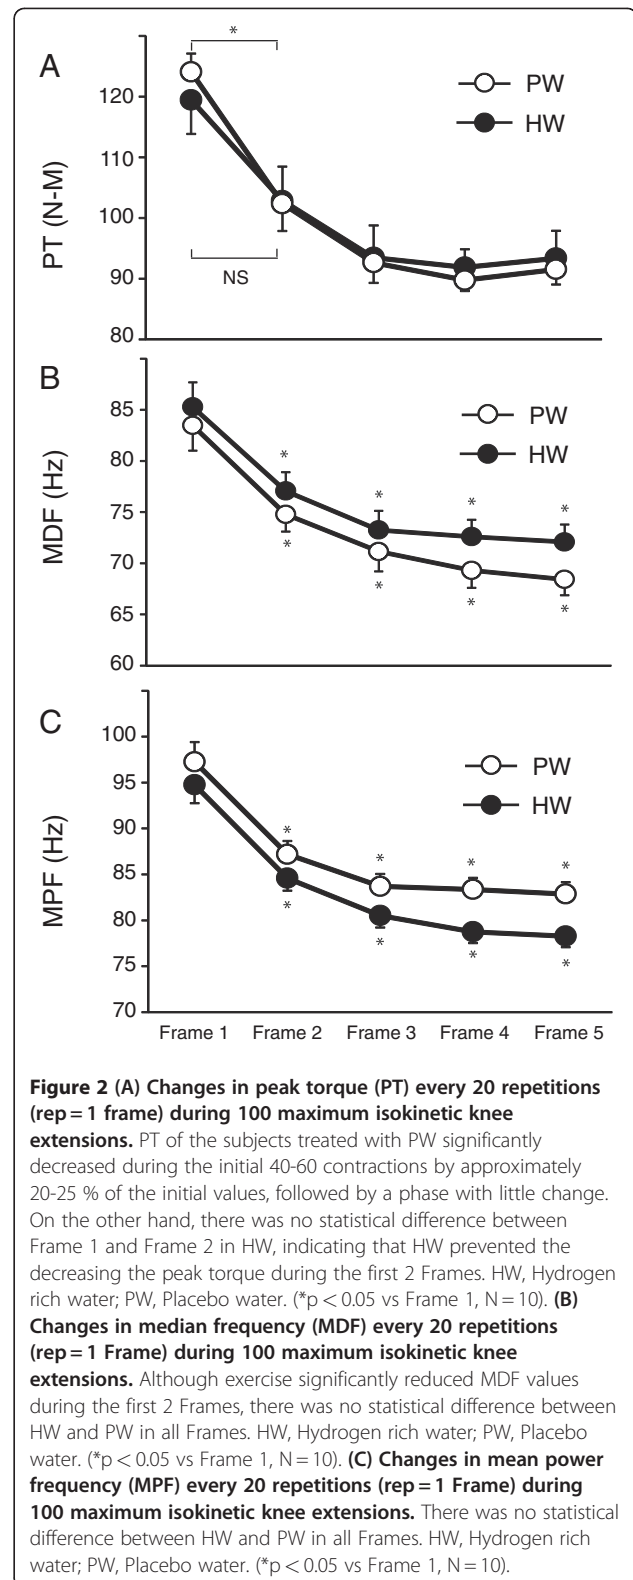 A
*
PW
HW
120
110
100
90
80
PT (N-M)
NS
B
PW
HW
85
80
75
70
65
60
MDF (Hz)
* * * *
* * * *
C
PW
HW
100
95
90
85
80
75
70
MPF (Hz)
* * * *
* * * *
Frame 1 Frame 2 Frame 3 Frame 4 Frame 5
Figure 2 (A) Changes in peak torque (PT) every 20 repetitions
(rep = 1 frame) during 100 maximum isokinetic knee
extensions. PT of the subjects treated with PW significantly
decreased during the initial 40-60 contractions by approximately
20-25 % of the initial values, followed by a phase with little change.
On the other hand, there was no statistical difference between
Frame 1 and Frame 2 in HW, indicating that HW prevented the
decreasing the peak torque during the first 2 Frames. HW, Hydrogen
rich water; PW, Placebo water. (*p < 0.05 vs Frame 1, N = 10). (B)
Changes in median frequency (MDF) every 20 repetitions
(rep = 1 Frame) during 100 maximum isokinetic knee
extensions. Although exercise significantly reduced MDF values
during the first 2 Frames, there was no statistical difference between
HW and PW in all Frames. HW, Hydrogen rich water; PW, Placebo
water. (*p < 0.05 vs Frame 1, N = 10). (C) Changes in mean power
frequency (MPF) every 20 repetitions (rep = 1 Frame) during
100 maximum isokinetic knee extensions. There was no statistical
difference between HW and PW in all Frames. HW, Hydrogen rich
water; PW, Placebo water. (*p < 0.05 vs Frame 1, N = 10).